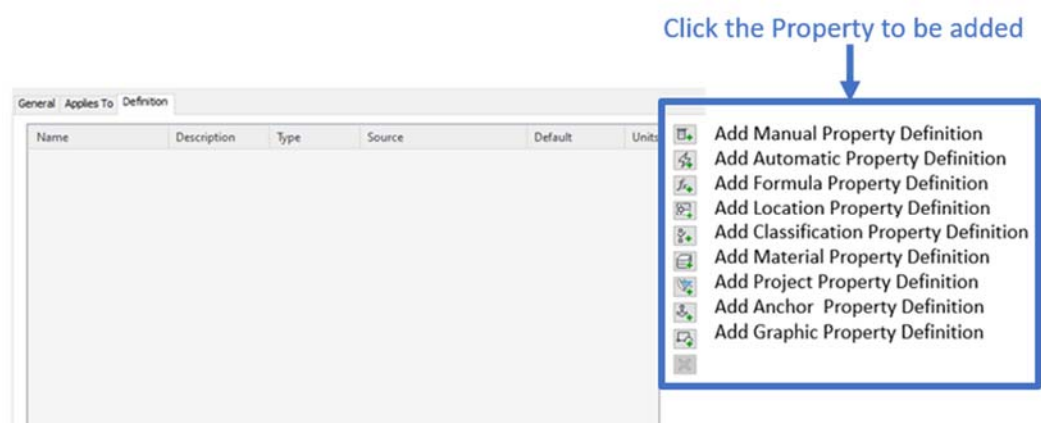 Click the Property to be added
General Applies To Definition
Name Description Type Source Default Units
Add Manual Property Definition
Add Automatic Property Definition
Add Formula Property Definition
Add Location Property Definition
Add Classification Property Definition
Add Material Property Definition
Add Project Property Definition
Add Anchor Property Definition
Add Graphic Property Definition